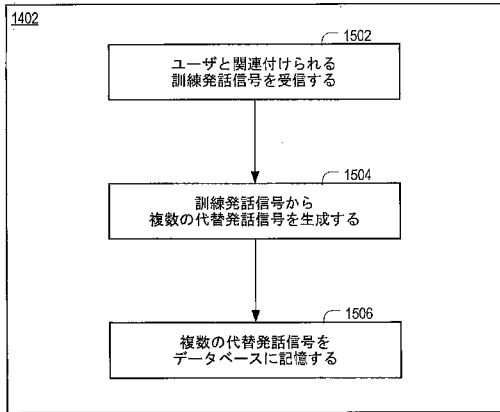 1402
1502
ユーザと関連付けられる
訓練発話信号を受信する
1504
訓練発話信号から
複数の代替発話信号を生成する
1506
複数の代替発話信号を
データベースに記憶する